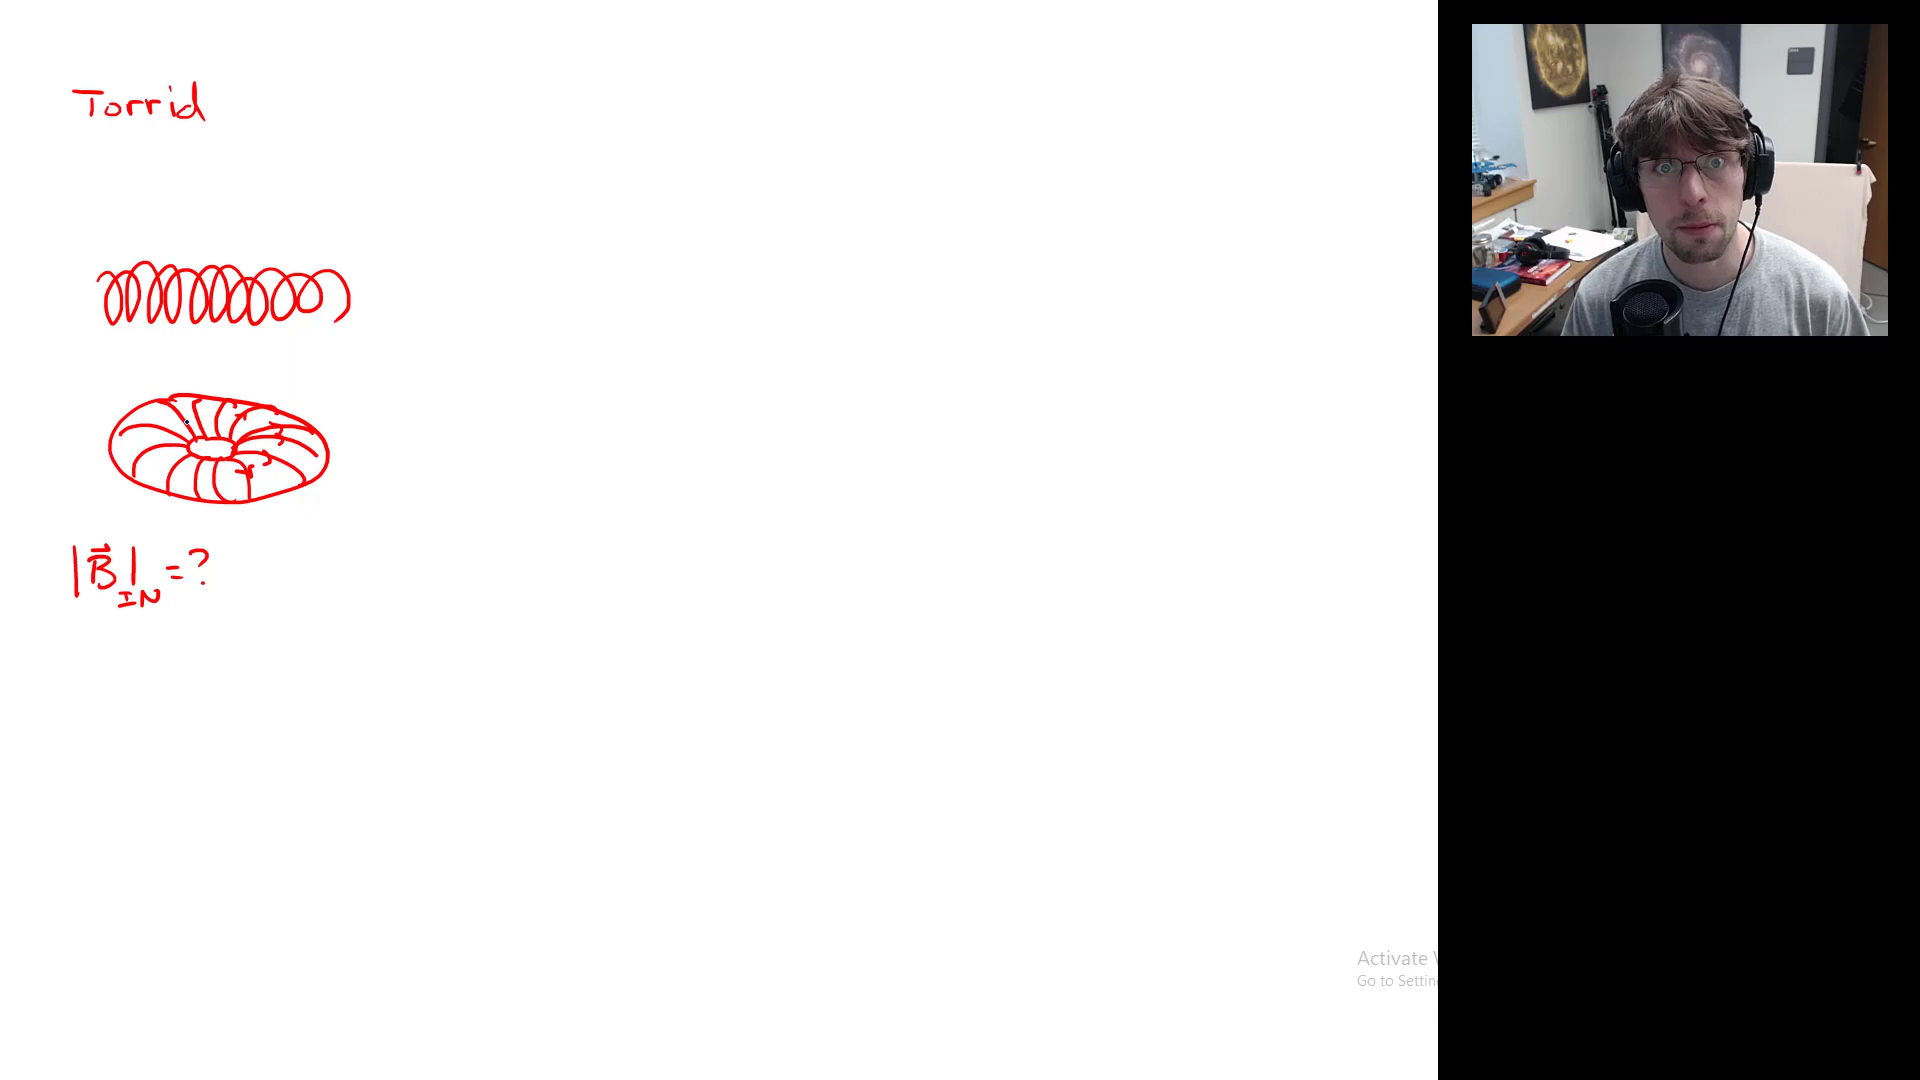 Torrid
|B⃗|IN = ?
Activate
Go to Settin